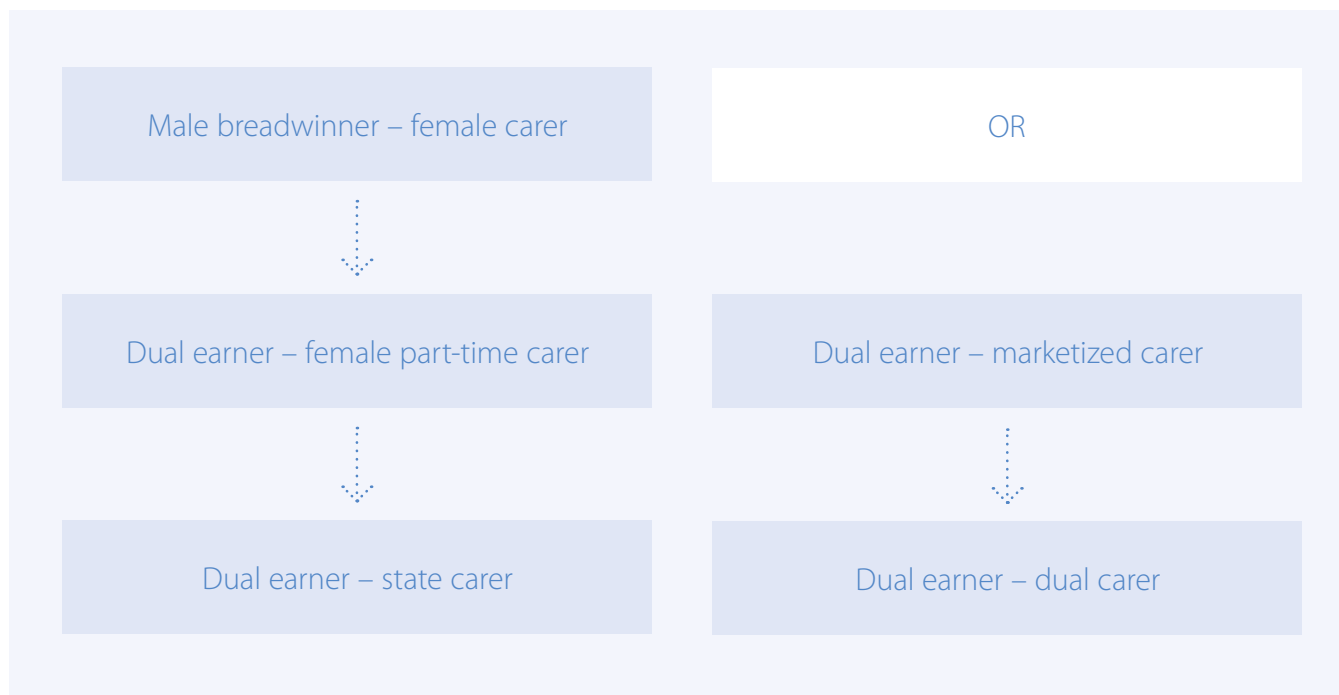 Male breadwinner – female carer
OR
Dual earner – female part-time carer
Dual earner – marketized carer
Dual earner – state carer
Dual earner – dual carer